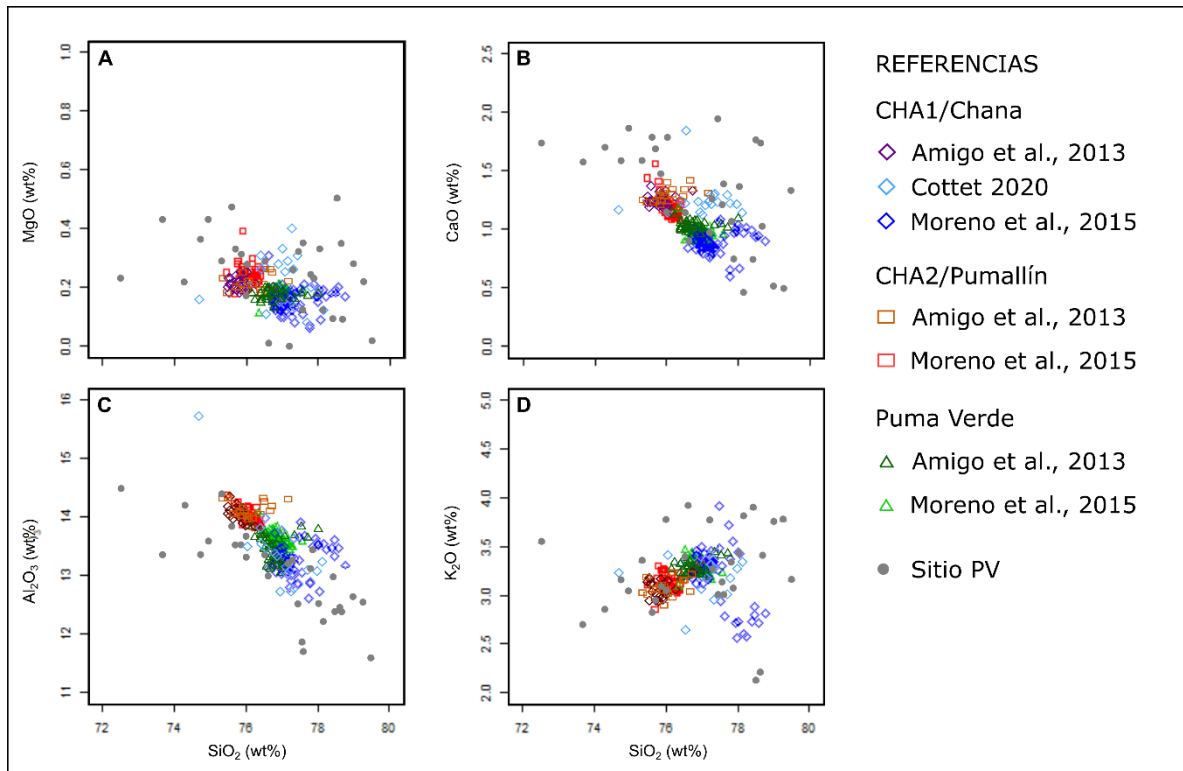 A
1.0
0.8
0.6
0.4
0.2
0.0
MgO (wt%)
B
2.5
2.0
1.5
1.0
0.5
0.0
CaO (wt%)
C
16
15
14
13
12
11
Al₂O₃ (wt%)
72 74 76 78 80
SiO₂ (wt%)
D
5.0
4.5
4.0
3.5
3.0
2.5
2.0
K₂O (wt%)
72 74 76 78 80
SiO₂ (wt%)
REFERENCIAS
CHA1/Chana
Amigo et al., 2013
Cottet 2020
Moreno et al., 2015
CHA2/Pumallín
Amigo et al., 2013
Moreno et al., 2015
Puma Verde
Amigo et al., 2013
Moreno et al., 2015
Sitio PV